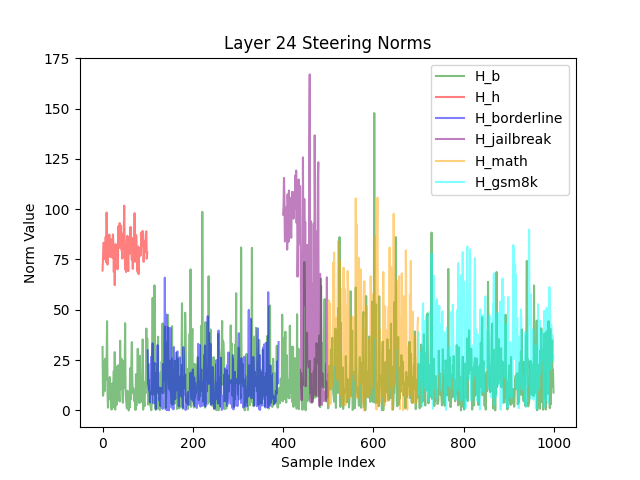 Layer 24 Steering Norms
Norm Value
175
150
125
100
75
50
25
0
H_b
H_h
H_borderline
H_jailbreak
H_math
H_gsm8k
0
200
400
600
800
1000
Sample Index